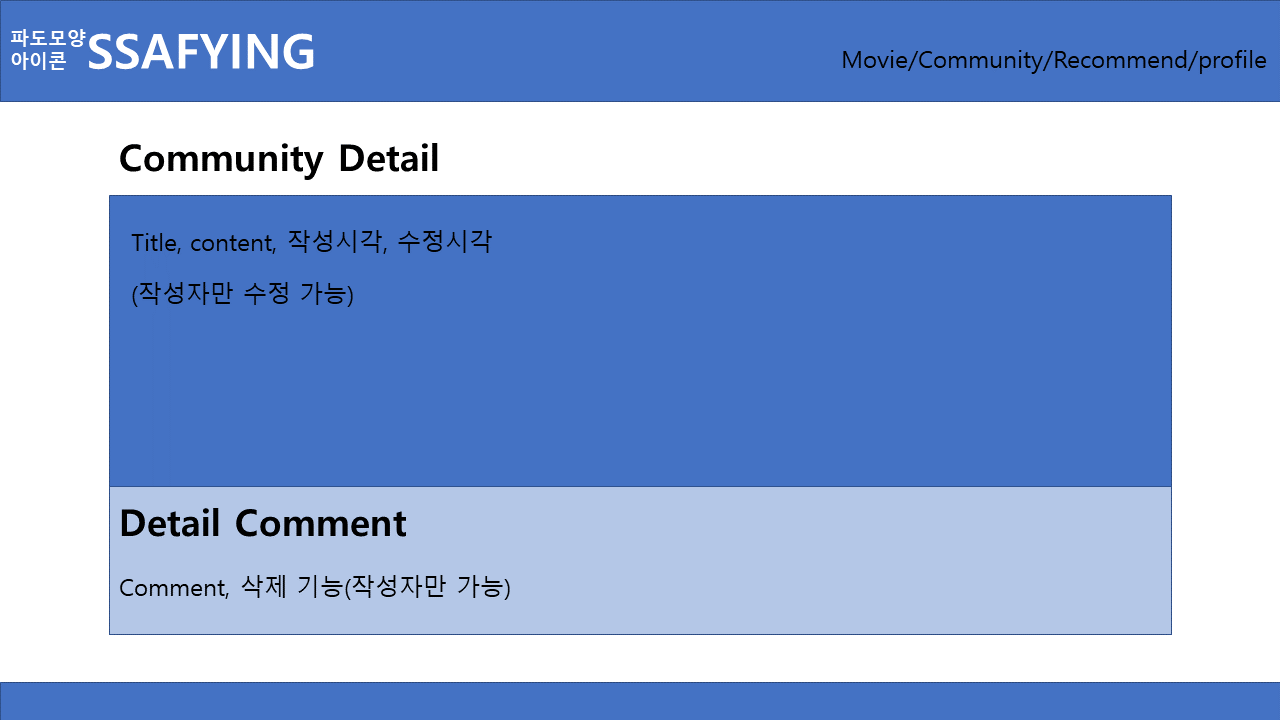 파도모양
아이콘
SSAFYING
Movie/Community/Recommend/profile
Community Detail
Title, content, 작성시각, 수정시각
(작성자만 수정 가능)
Detail Comment
Comment, 삭제 기능(작성자만 가능)